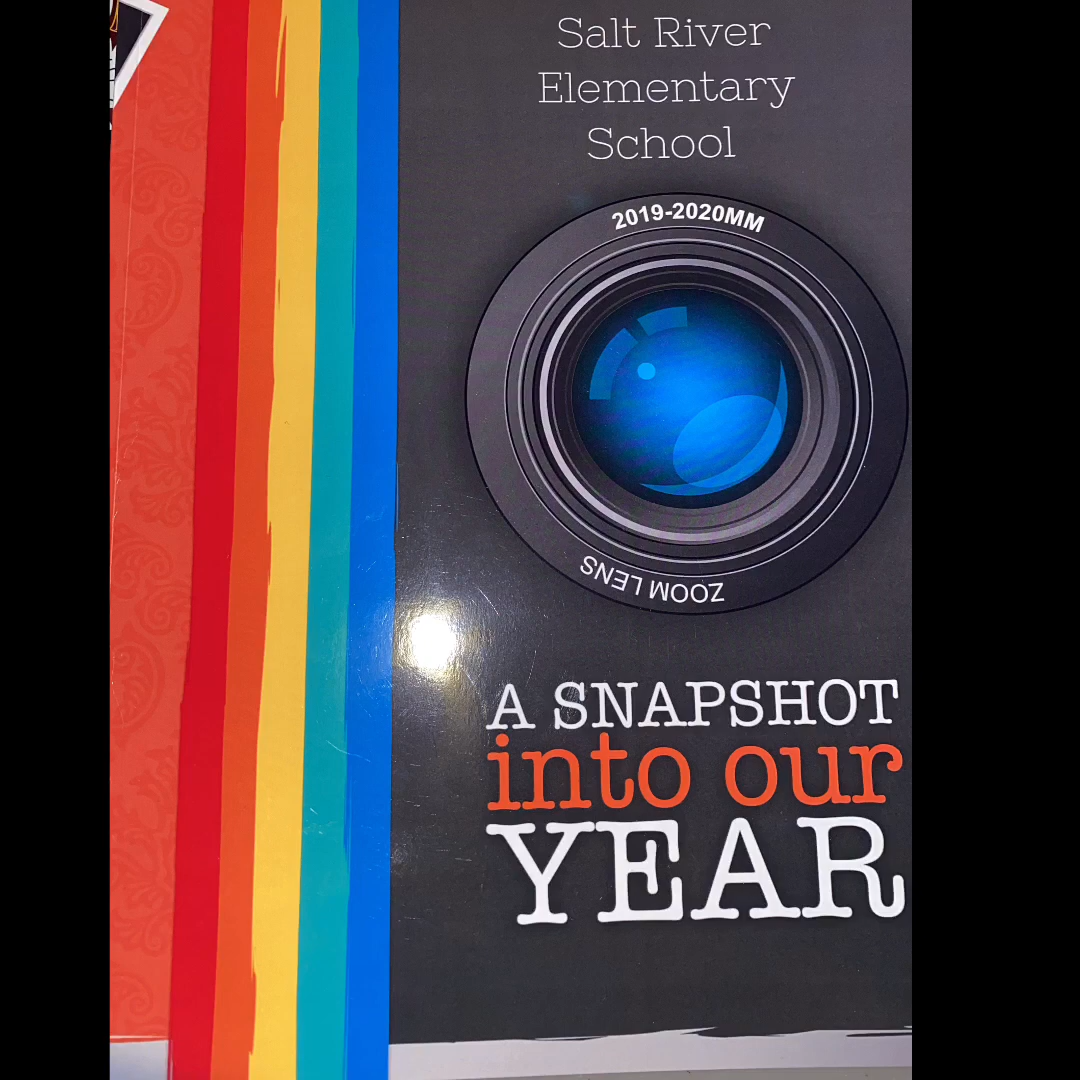 Salt River
Elementary
School
2019-2020MM
ZOOM LENS
A SNAPSHOT
into our
YEAR